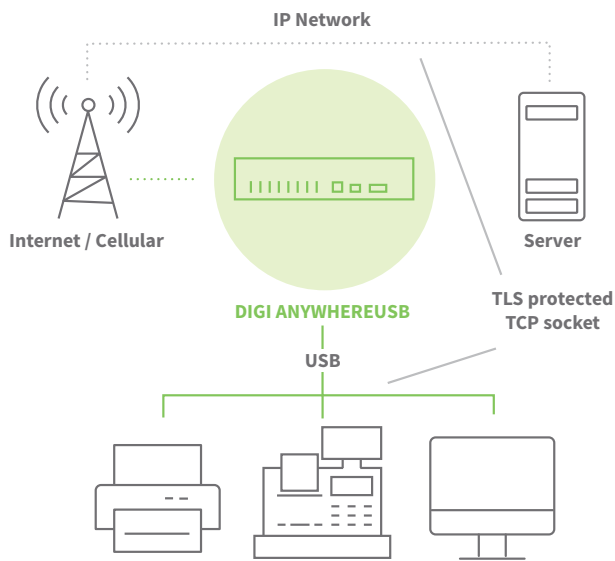 IP Network
Internet / Cellular
Server
DIGI ANYWHEREUSB
TLS protected
TCP socket
USB